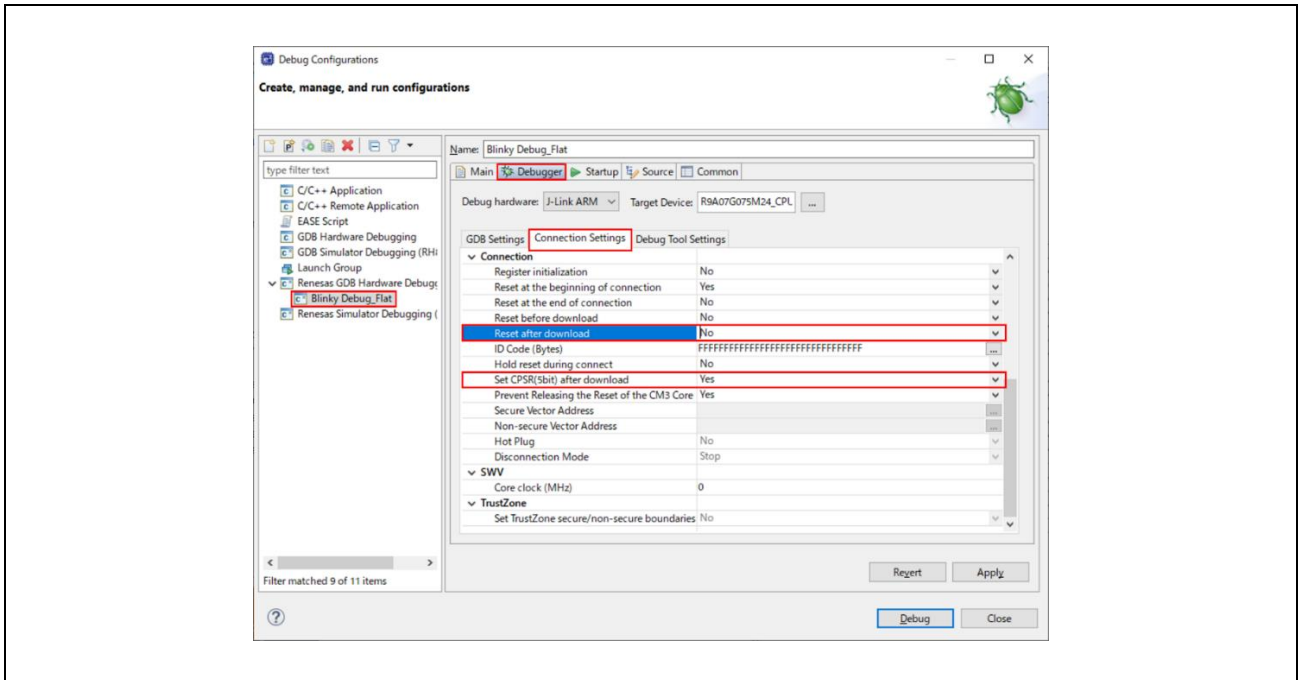 Debug Configurations
Create, manage, and run configurations
type filter text
C/C++ Application
C/C++ Remote Application
EASE Script
GDB Hardware Debugging
GDB Simulator Debugging (RH
Launch Group
Renesas GDB Hardware Debug
Blinky Debug_Flat
Renesas Simulator Debugging (
Filter matched 9 of 11 items
Name: Blinky Debug_Flat
Main Debugger Startup Source Common
Debug hardware: J-Link ARM Target Device: R9A07G075M24_CPU ...
GDB Settings Connection Settings Debug Tool Settings
Connection
Register initialization No
Reset at the beginning of connection Yes
Reset at the end of connection No
Reset before download No
Reset after download No
ID Code (Bytes) FFFFFFFFFFFFFFFFFFFFFFFFFFFFFFFF ...
Hold reset during connect No
Set CPSR(5bit) after download Yes
Prevent Releasing the Reset of the CM3 Core Yes
Secure Vector Address ...
Non-secure Vector Address ...
Hot Plug No
Disconnection Mode Stop
SWV
Core clock (MHz) 0
TrustZone
Set TrustZone secure/non-secure boundaries No
Revert Apply
Debug Close